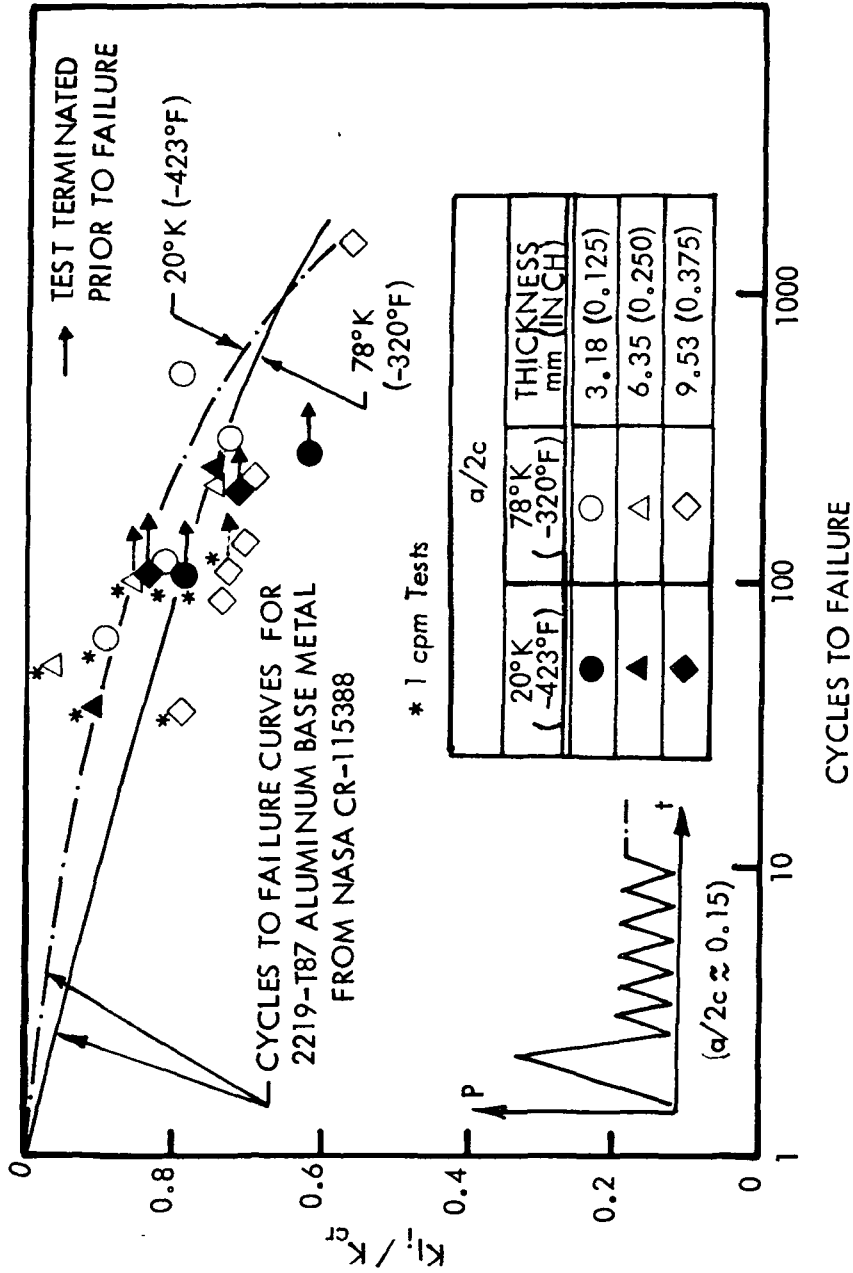 TEST TERMINATED
PRIOR TO FAILURE
20°K (-423°F)
78°K
(-320°F)
CYCLES TO FAILURE CURVES FOR
2219-T87 ALUMINUM BASE METAL
FROM NASA CR-115388
* 1 cpm Tests
a/2c
20°K
(-423°F)
78°K
(-320°F)
THICKNESS
mm (INCH)
3.18 (0.125)
6.35 (0.250)
9.53 (0.375)
P
t
(a/2c ≈ 0.15)
0
0.8
0.6
0.4
0.2
0
1
10
100
1000
KIi / Kcr
CYCLES TO FAILURE